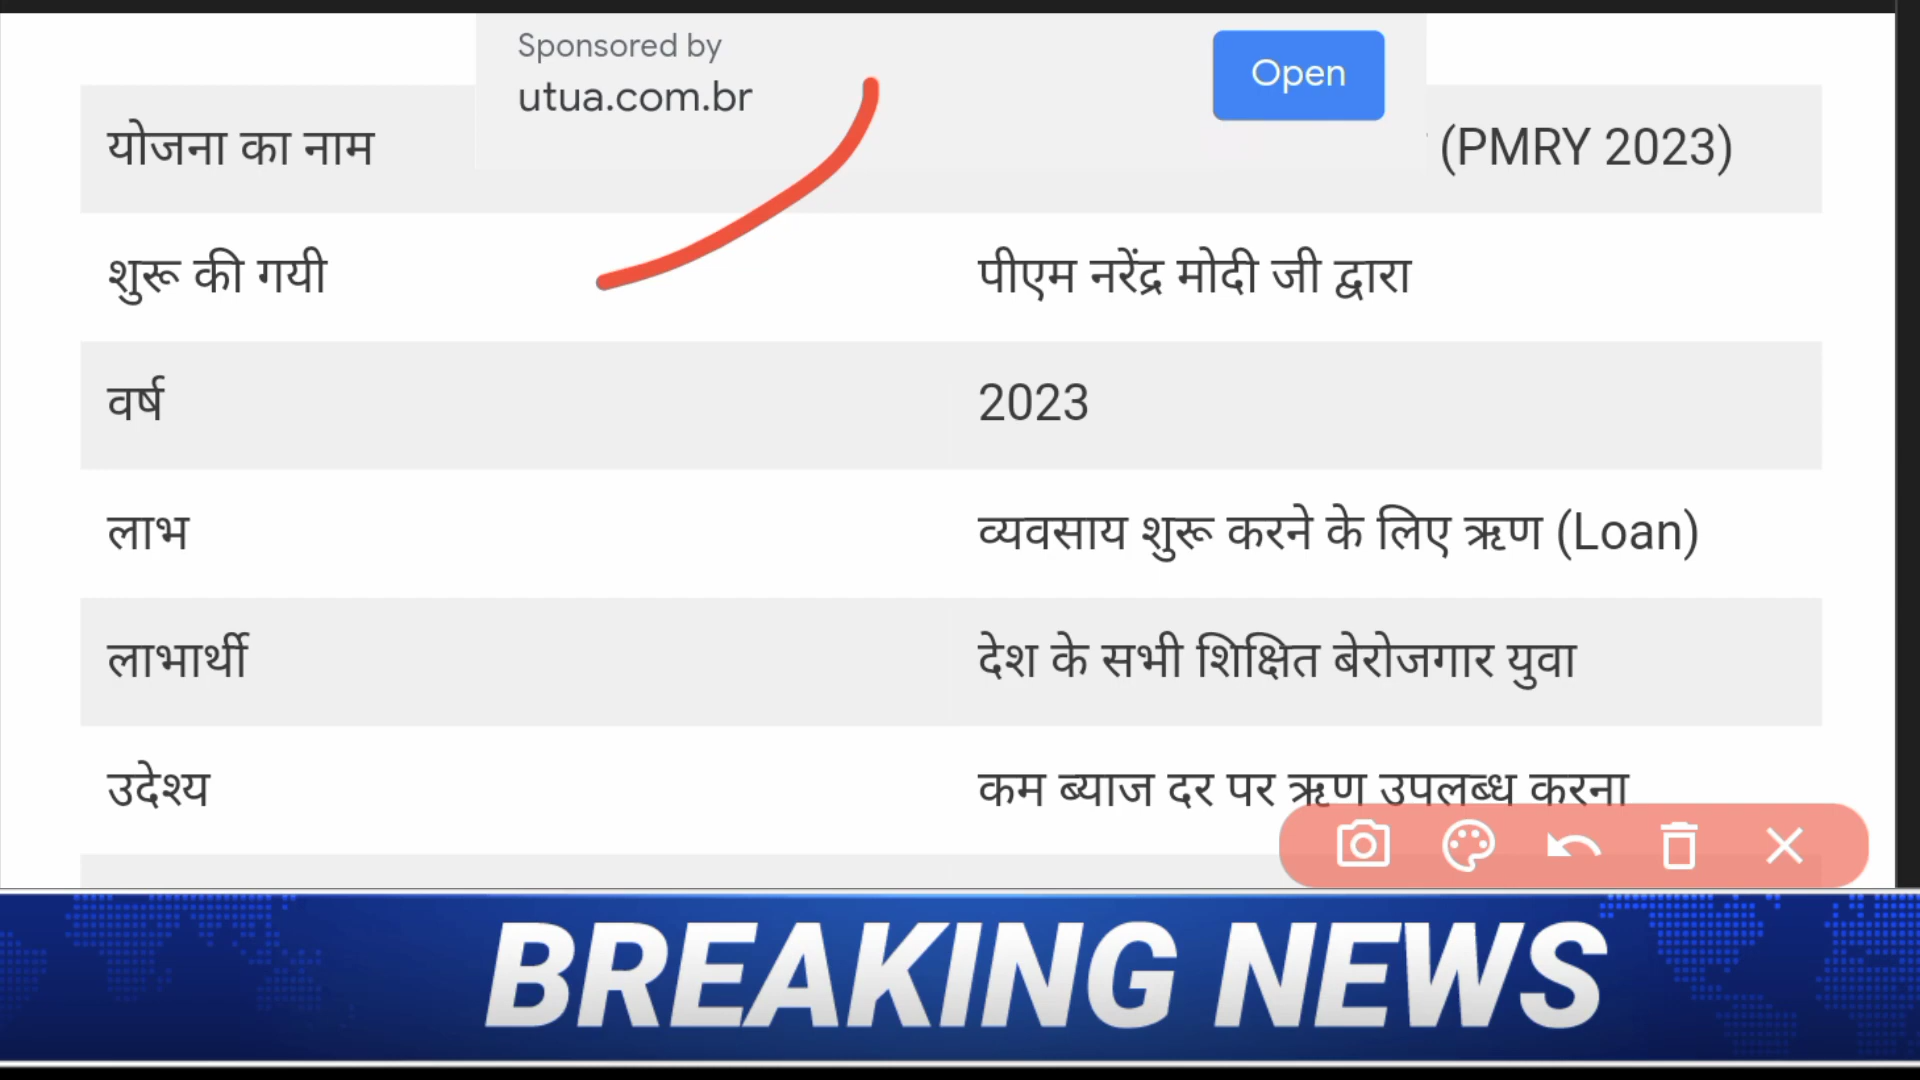 Sponsored by
utua.com.br
Open
योजना का नाम (PMRY 2023)
शुरू की गयी पीएम नरेंद्र मोदी जी द्वारा
वर्ष 2023
लाभ व्यवसाय शुरू करने के लिए ऋण (Loan)
लाभार्थी देश के सभी शिक्षित बेरोजगार युवा
उदेश्य कम ब्याज दर पर ऋण उपलब्ध करना
BREAKING NEWS